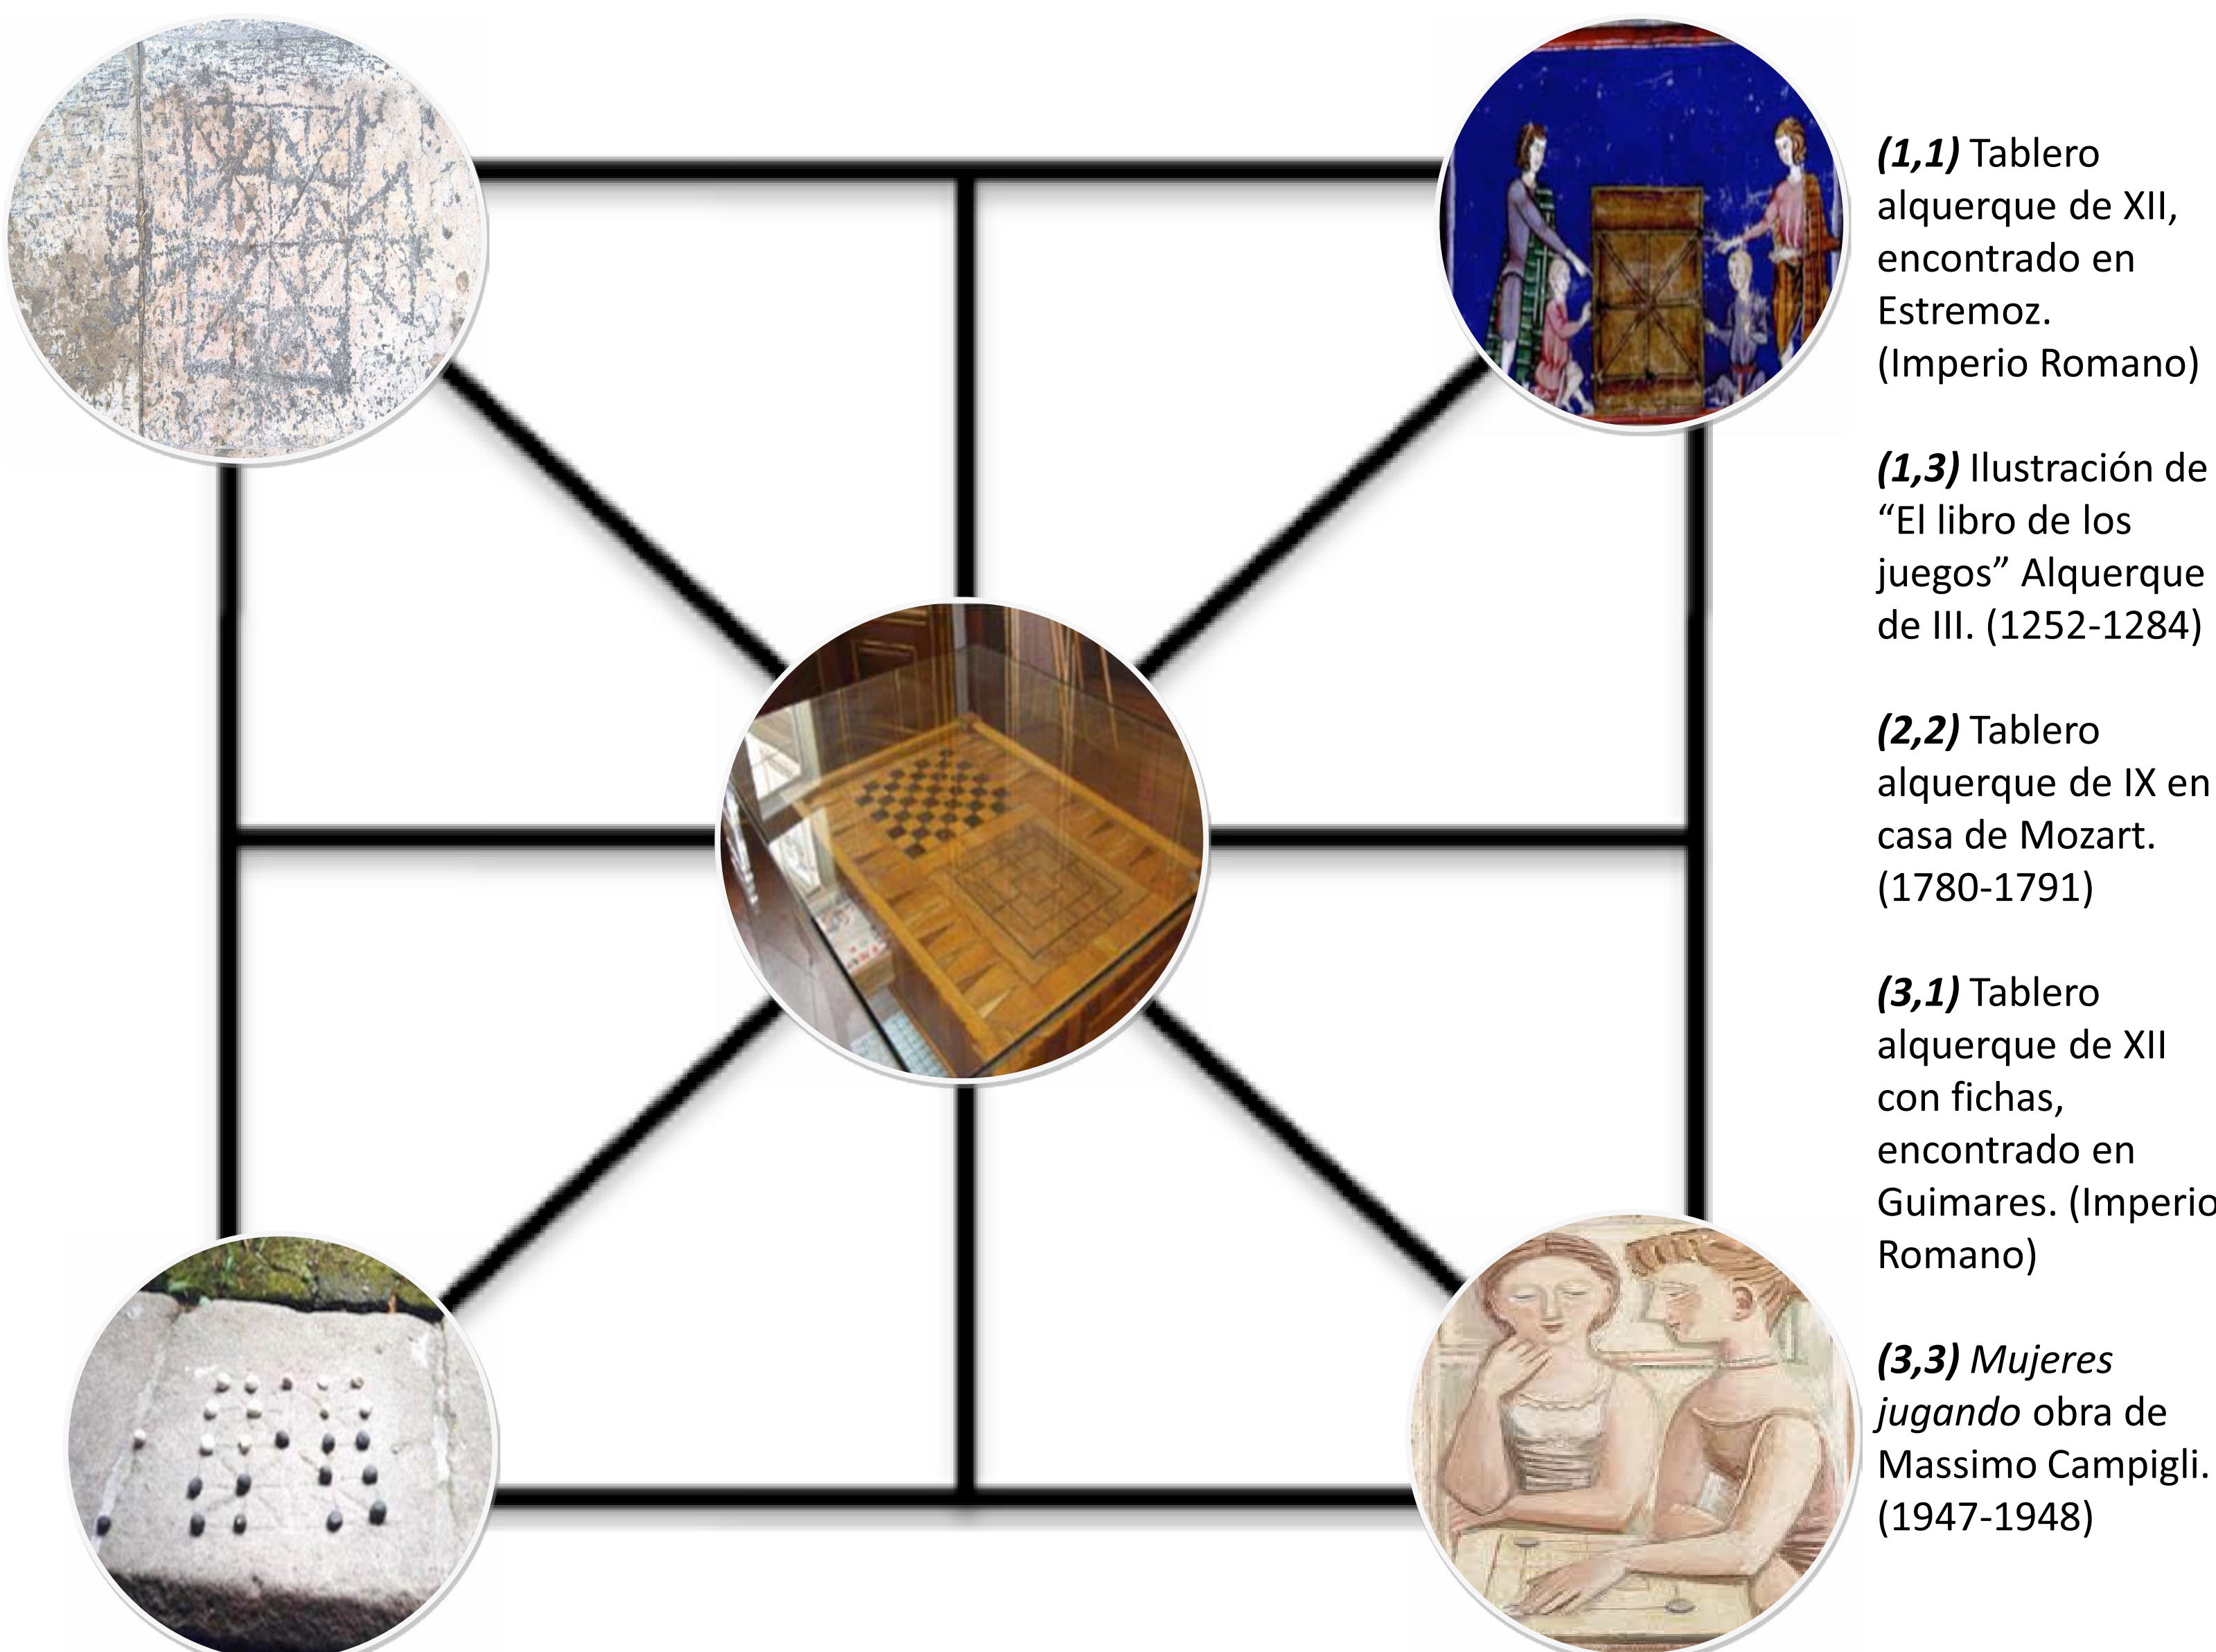 (1,1) Tablero
alquerque de XII,
encontrado en
Estremoz.
(Imperio Romano)
(1,3) Ilustración de
“El libro de los
juegos” Alquerque
de III. (1252-1284)
(2,2) Tablero
alquerque de IX en
casa de Mozart.
(1780-1791)
(3,1) Tablero
alquerque de XII
con fichas,
encontrado en
Guimares. (Imperio
Romano)
(3,3) Mujeres
jugando obra de
Massimo Campigli.
(1947-1948)